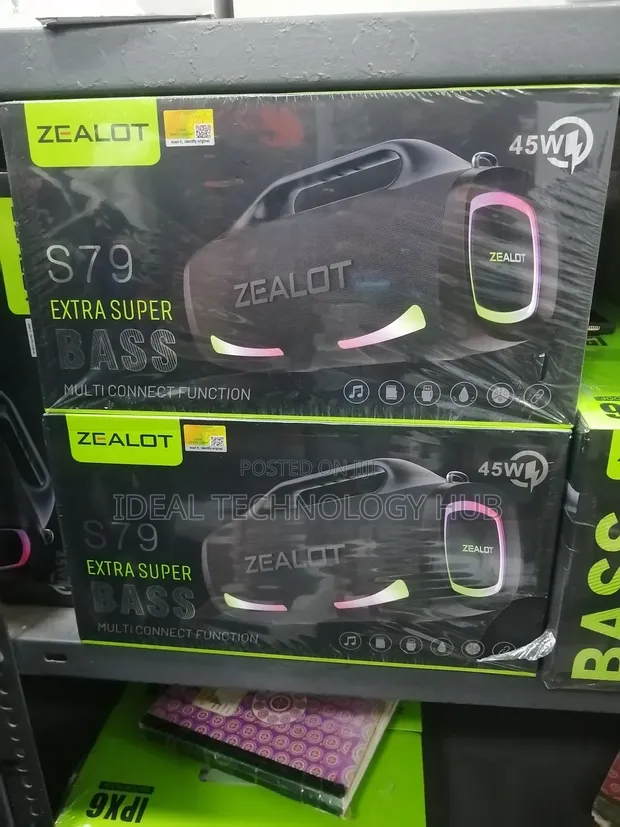 ZEALOT
45W
S79
ZEALOT
ZEALOT
EXTRA SUPER
BASS
MULTI CONNECT FUNCTION
ZEALOT
POSTED ON JIJI
45W
IDEAL TECHNOLOGY HUB
S79
ZEALOT
ZEALOT
EXTRA SUPER
BASS
MULTI CONNECT FUNCTION
BASS
IPX6